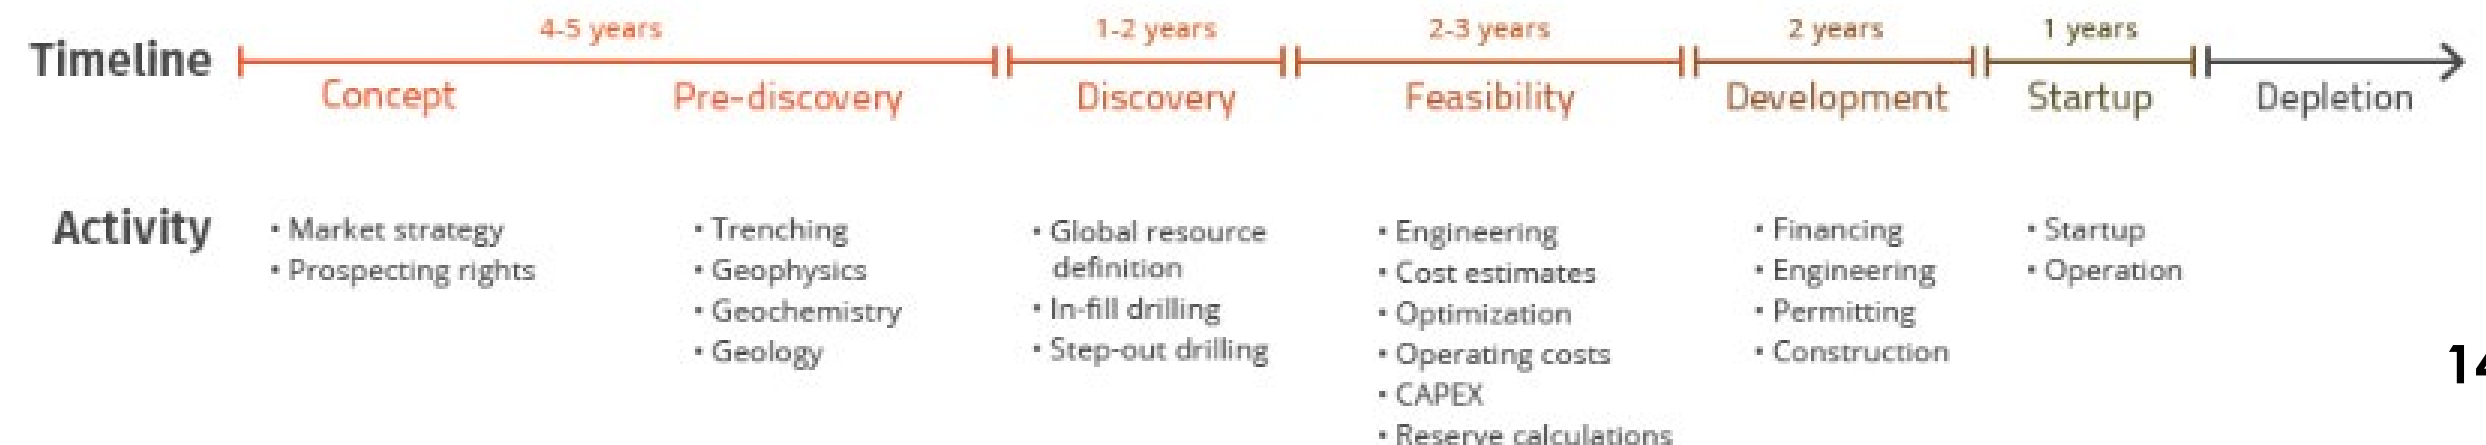 4-5 years
1-2 years
2-3 years
2 years
1 years
Timeline
Concept
Pre-discovery
Discovery
Feasibility
Development
Startup
Depletion
Activity
• Market strategy
• Prospecting rights
• Trenching
• Geophysics
• Geochemistry
• Geology
• Global resource
definition
• In-fill drilling
• Step-out drilling
• Engineering
• Cost estimates
• Optimization
• Operating costs
• CAPEX
• Reserve calculations
• Financing
• Engineering
• Permitting
• Construction
• Startup
• Operation
14